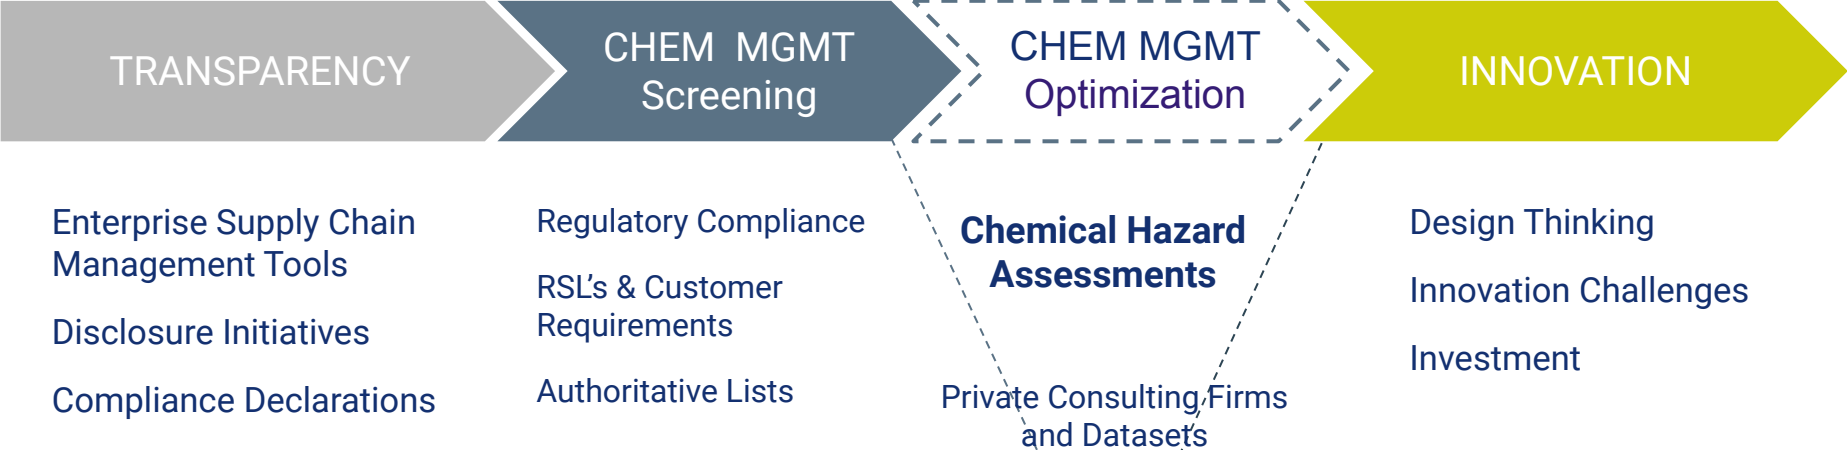 TRANSPARENCY
CHEM MGMT
Screening
CHEM MGMT
Optimization
INNOVATION
Enterprise Supply Chain
Management Tools
Disclosure Initiatives
Compliance Declarations
Regulatory Compliance
RSL’s & Customer
Requirements
Authoritative Lists
Chemical Hazard
Assessments
Private Consulting Firms
and Datasets
Design Thinking
Innovation Challenges
Investment